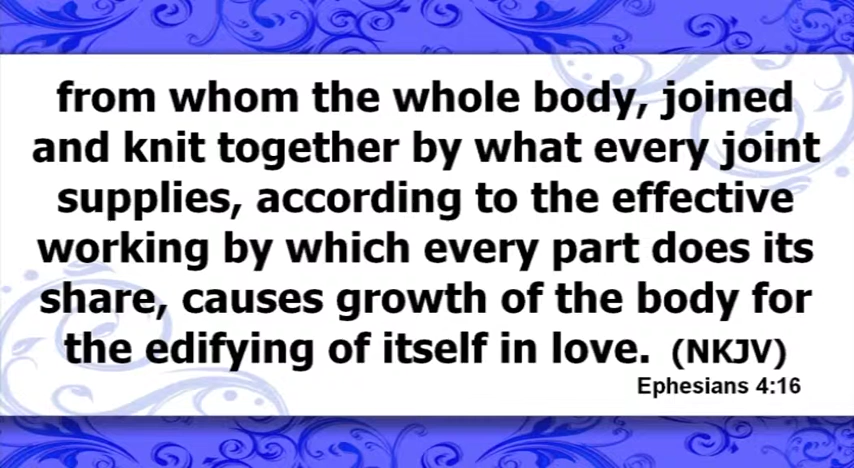 from whom the whole body, joined
and knit together by what every joint
supplies, according to the effective
working by which every part does its
share, causes growth of the body for
the edifying of itself in love. (NKJV)
Ephesians 4:16